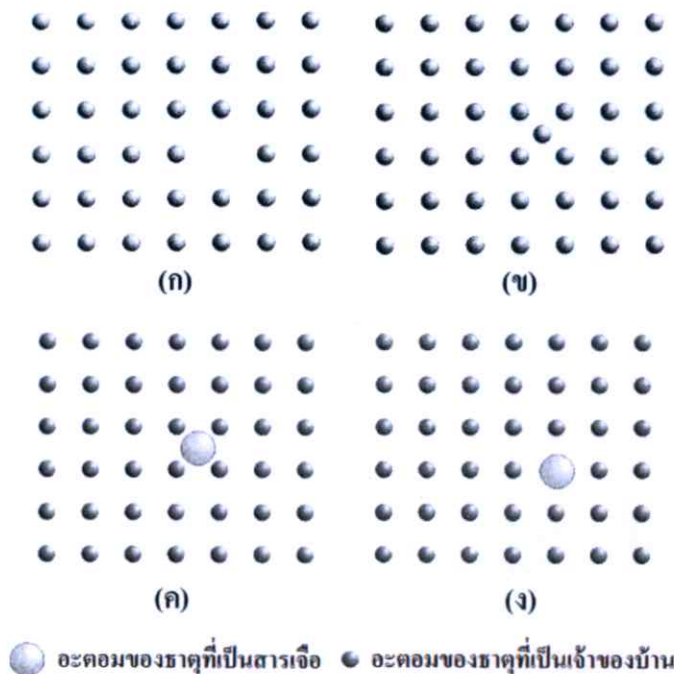 (ก) (ข)
(ค) (ง)
อะตอมของธาตุที่เป็นสารเจือ อะตอมของธาตุที่เป็นเจ้าของบ้าน